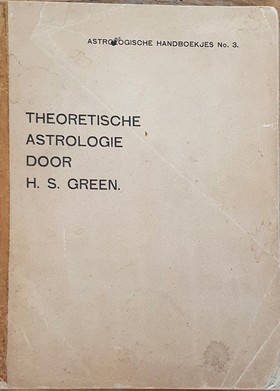 ASTROLOGISCHE HANDBOEKJES No. 3.
THEORETISCHE
ASTROLOGIE
DOOR
H. S. GREEN.